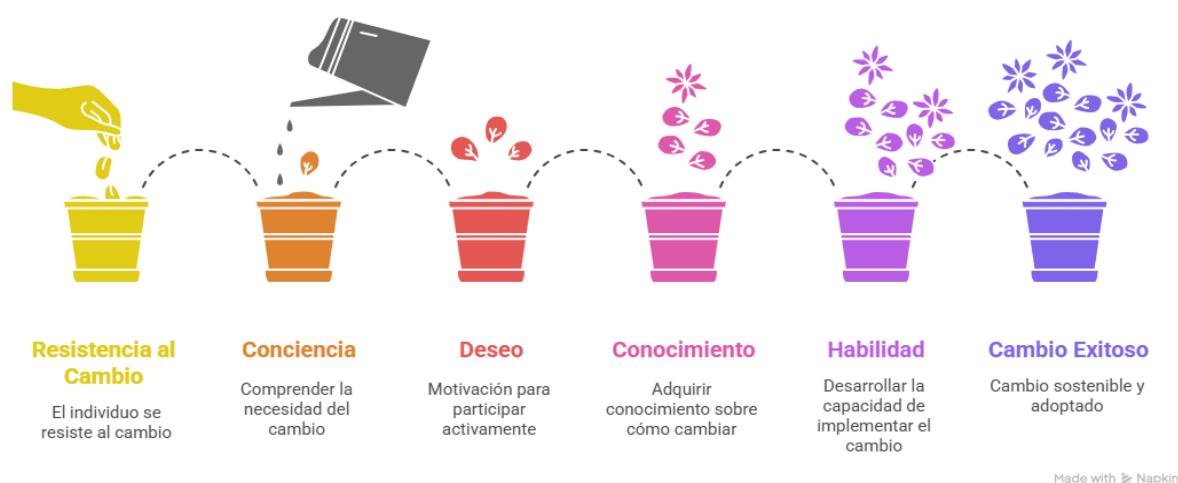 Resistencia al
Cambio
El individuo se
resiste al cambio
Conciencia
Comprender la
necesidad del
cambio
Deseo
Motivación para
participar
activamente
Conocimiento
Adquirir
conocimiento sobre
cómo cambiar
Habilidad
Desarrollar la
capacidad de
implementar el
cambio
Cambio Exitoso
Cambio sostenible y
adoptado
Made with Napkin